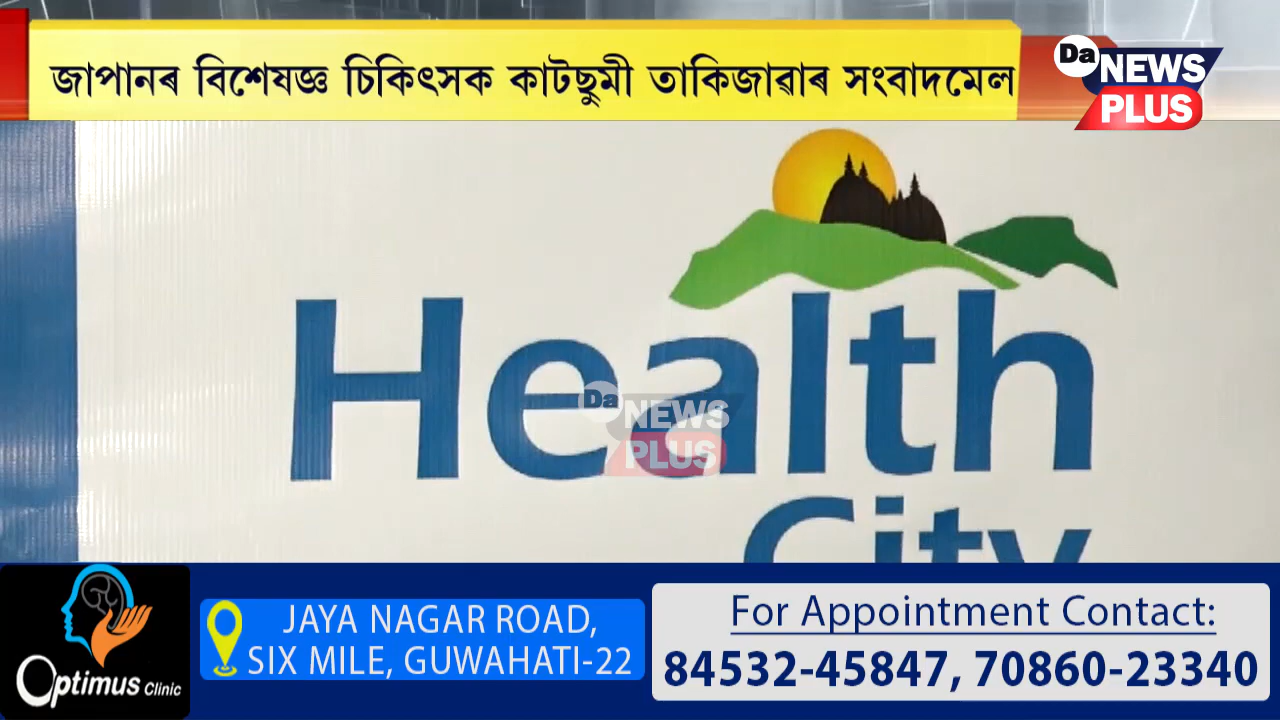 জাপানৰ বিশেষজ্ঞ চিকিৎসক কাটছুমী তাকিজাৱাৰ সংবাদমেল
Da
NEWS
PLUS
Health
City
Da
NEWS
PLUS
Optimus Clinic
JAYA NAGAR ROAD,
SIX MILE, GUWAHATI-22
For Appointment Contact:
84532-45847, 70860-23340